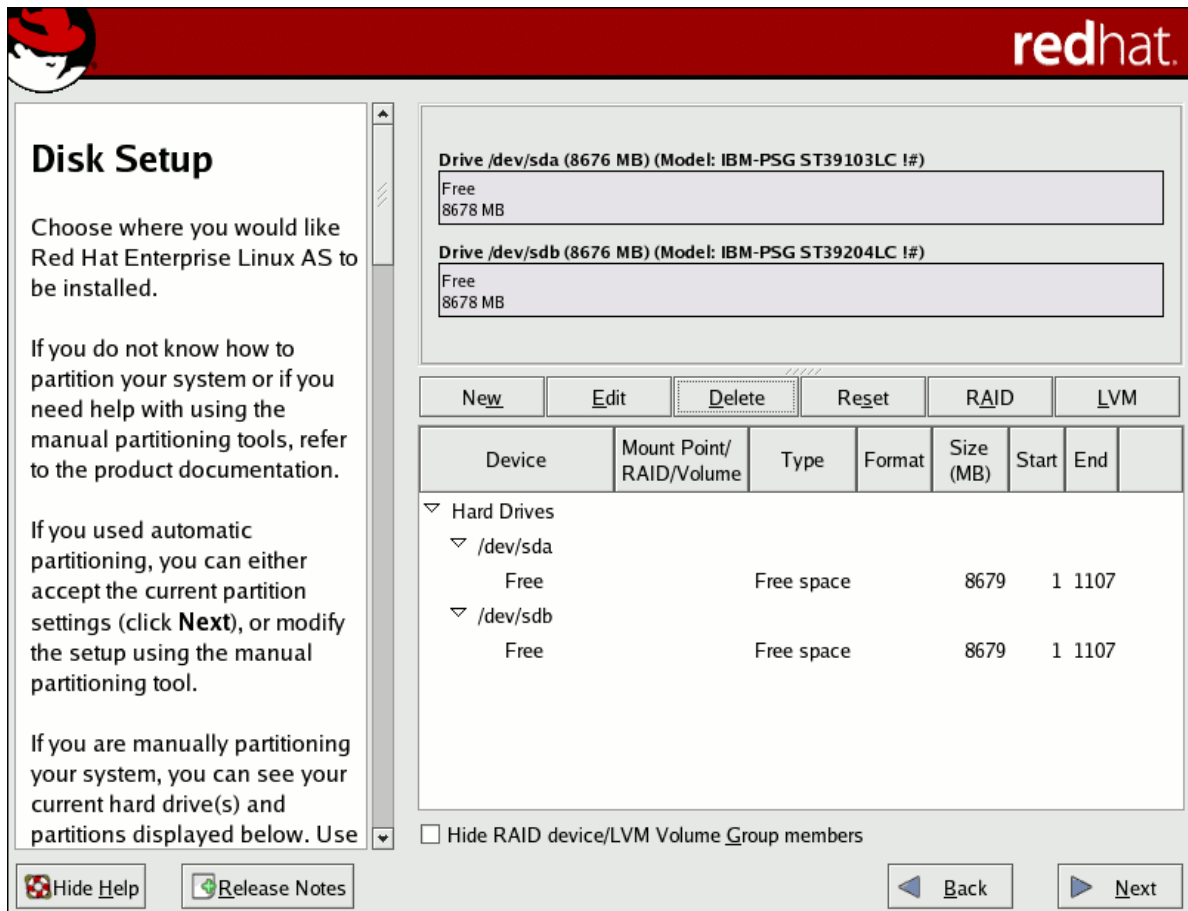 redhat.
Disk Setup
Choose where you would like
Red Hat Enterprise Linux AS to
be installed.
If you do not know how to
partition your system or if you
need help with using the
manual partitioning tools, refer
to the product documentation.
If you used automatic
partitioning, you can either
accept the current partition
settings (click Next), or modify
the setup using the manual
partitioning tool.
If you are manually partitioning
your system, you can see your
current hard drive(s) and
partitions displayed below. Use
Drive /dev/sda (8676 MB) (Model: IBM-PSG ST39103LC !#)
Free
8678 MB
Drive /dev/sdb (8676 MB) (Model: IBM-PSG ST39204LC !#)
Free
8678 MB
New Edit Delete Reset RAID LVM
Device Mount Point/ RAID/Volume Type Format Size (MB) Start End
Hard Drives
/dev/sda
Free Free space 8679 1 1107
/dev/sdb
Free Free space 8679 1 1107
Hide RAID device/LVM Volume Group members
Hide Help Release Notes Back Next